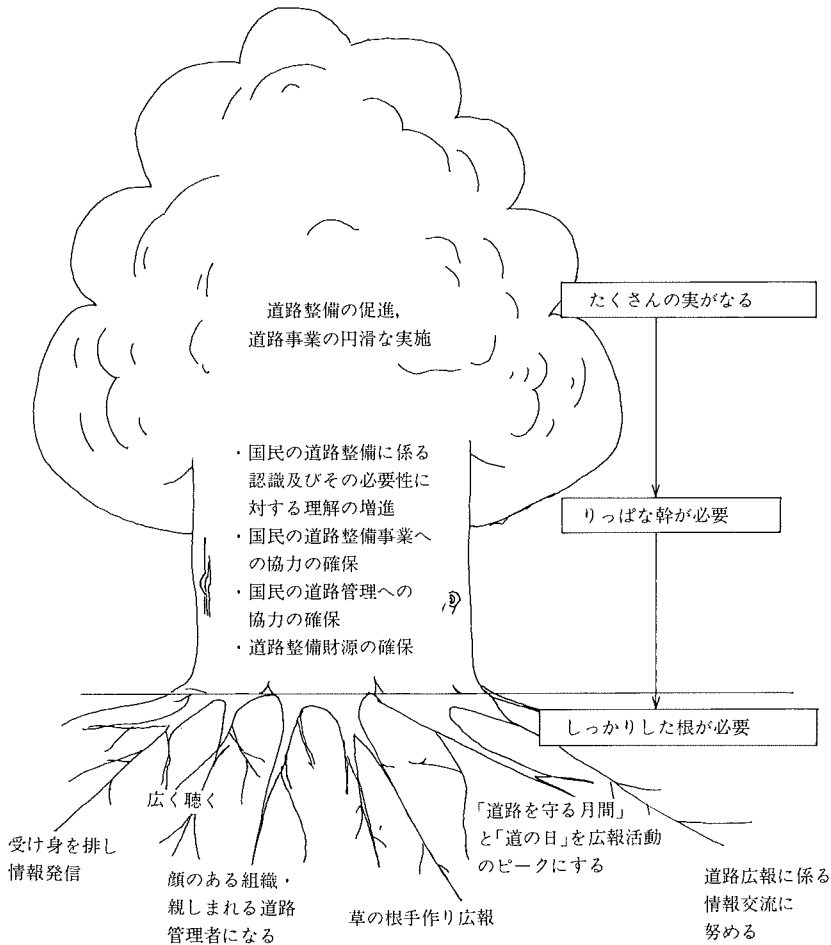 道路整備の促進,
道路事業の円滑な実施
たくさんの実がなる
・国民の道路整備に係る
認識及びその必要性に
対する理解の増進
・国民の道路整備事業へ
の協力の確保
・国民の道路管理への
協力の確保
・道路整備財源の確保
りっぱな幹が必要
しっかりした根が必要
受け身を排し
情報発信
広く聴く
顔のある組織・
親しまれる道路
管理者になる
草の根手作り広報
「道路を守る月間」
と「道の日」を広報活動
のピークにする
道路広報に係る
情報交流に
努める